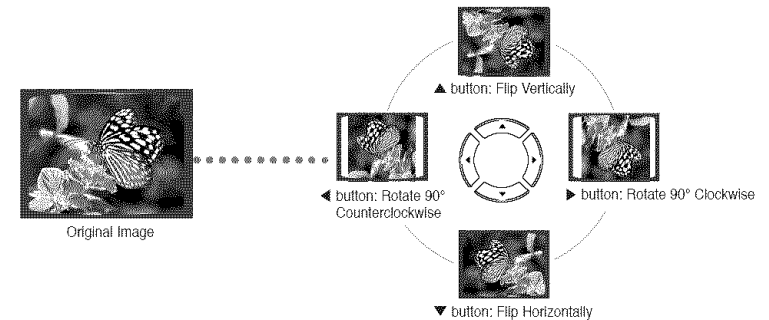 ▲ button: Flip Vertically
◀ button: Rotate 90°
Counterclockwise
▶ button: Rotate 90° Clockwise
Original Image
▼ button: Flip Horizontally